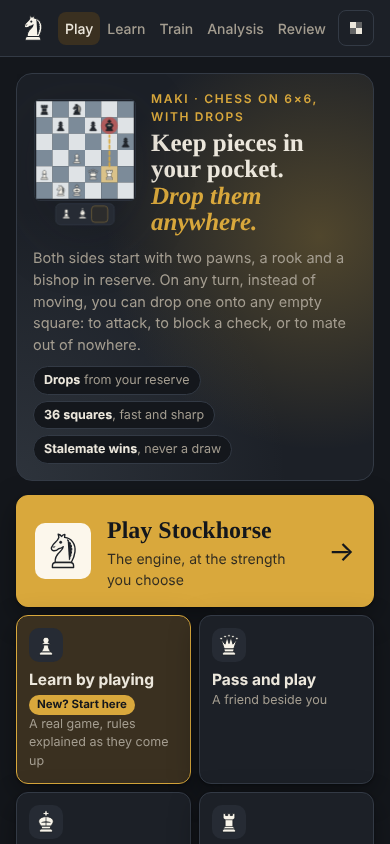 Play Learn Train Analysis Review
MAKI · CHESS ON 6×6,
WITH DROPS
Keep pieces in
your pocket.
Drop them
anywhere.
Both sides start with two pawns, a rook and a
bishop in reserve. On any turn, instead of
moving, you can drop one onto any empty
square: to attack, to block a check, or to mate
out of nowhere.
Drops from your reserve
36 squares, fast and sharp
Stalemate wins, never a draw
Play Stockhorse
The engine, at the strength
you choose
→
Learn by playing
New? Start here
A real game, rules
explained as they come
up
Pass and play
A friend beside you